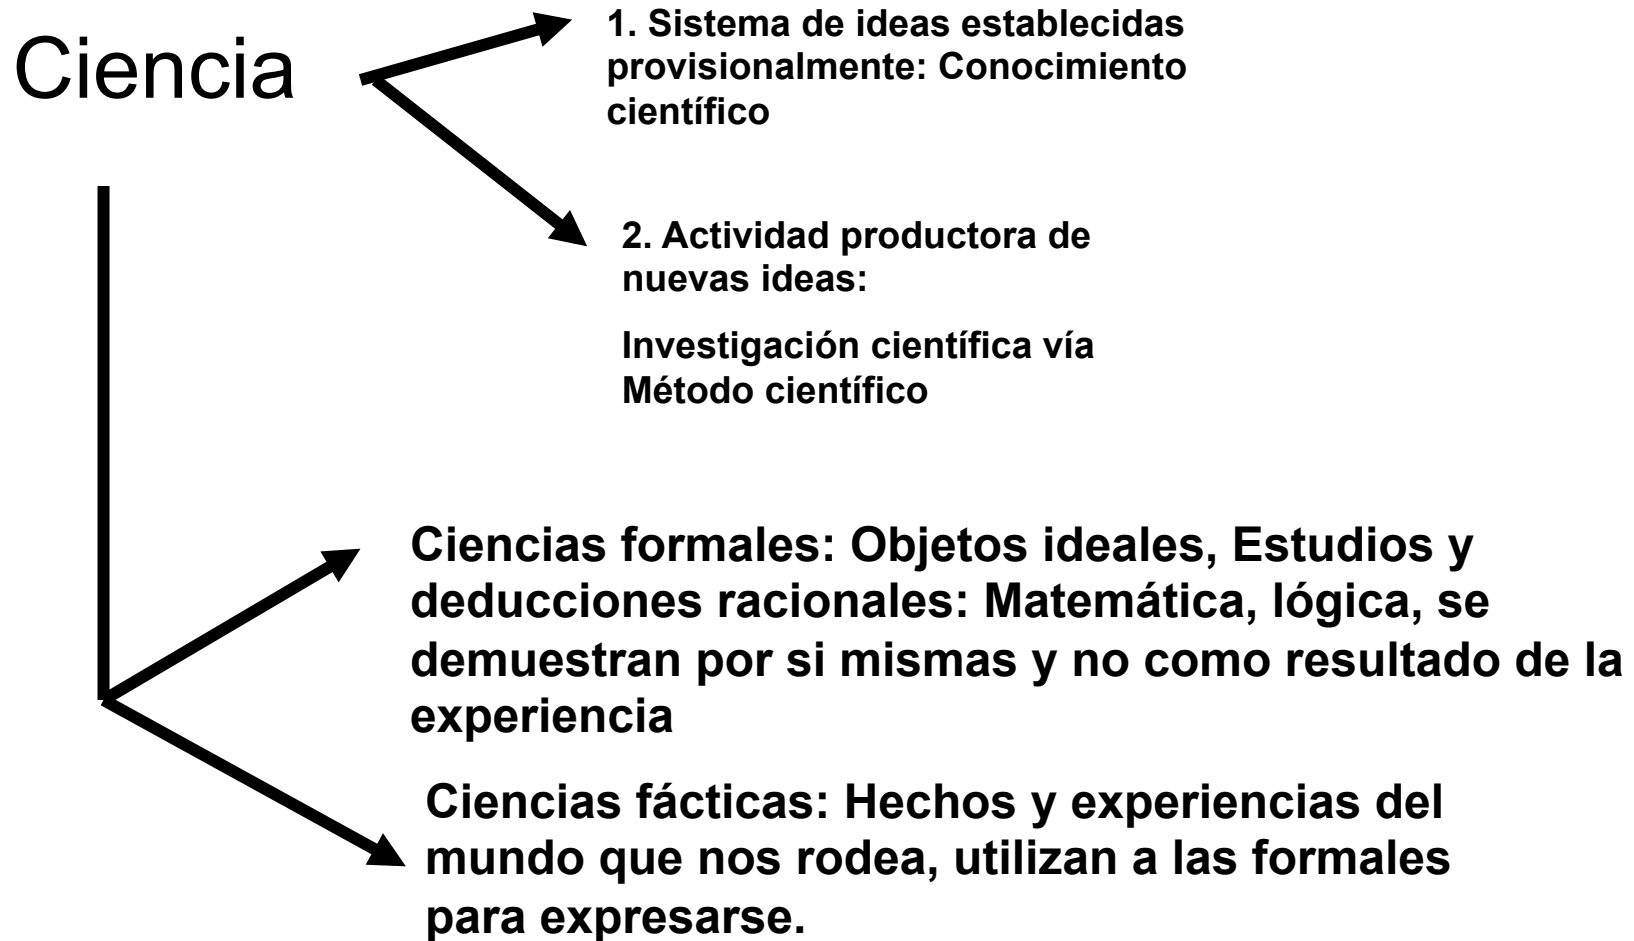 Ciencia
1. Sistema de ideas establecidas
provisionalmente: Conocimiento
científico
2. Actividad productora de
nuevas ideas:
Investigación científica vía
Método científico
Ciencias formales: Objetos ideales, Estudios y
deducciones racionales: Matemática, lógica, se
demuestran por si mismas y no como resultado de la
experiencia
Ciencias fácticas: Hechos y experiencias del
mundo que nos rodea, utilizan a las formales
para expresarse.